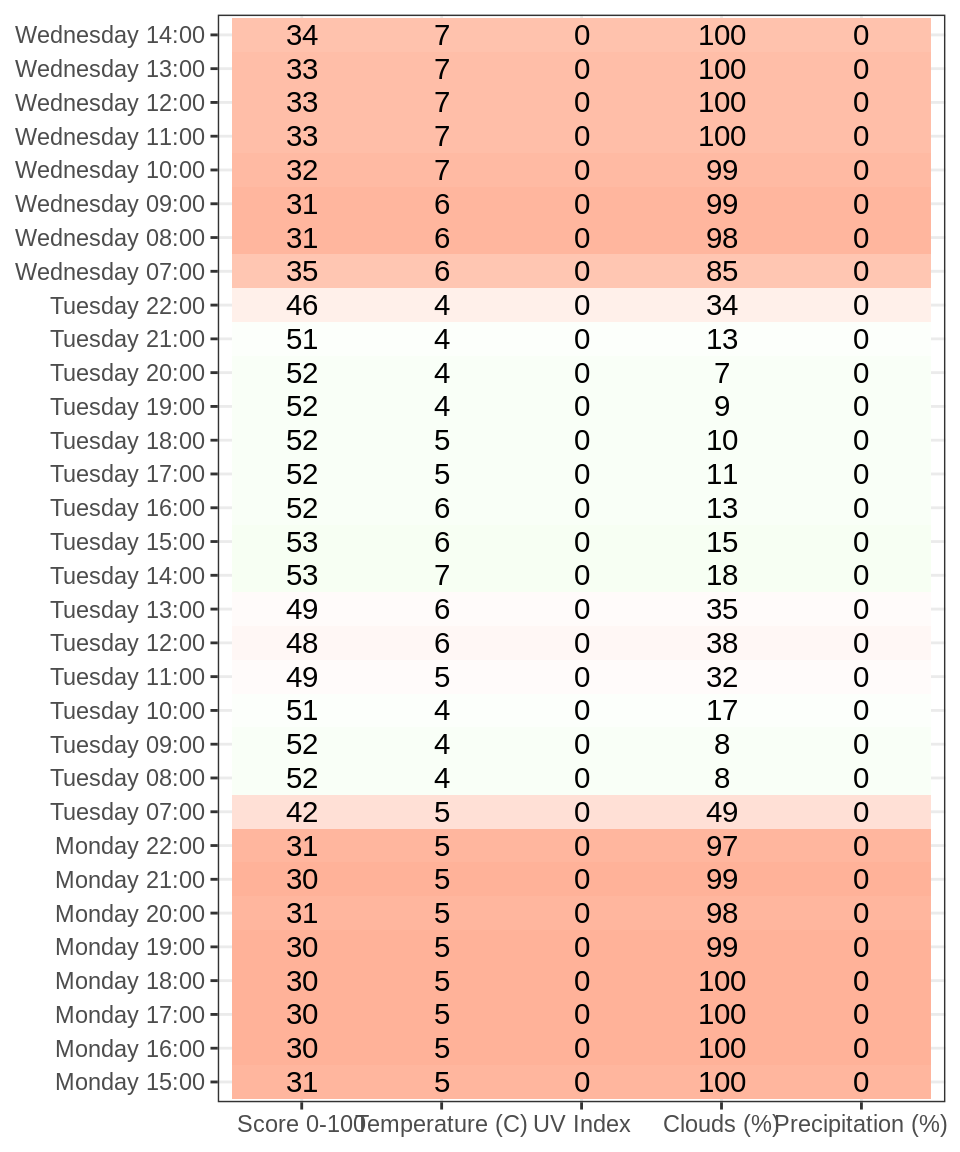 Wednesday 14:00 34 7 0 100 0
Wednesday 13:00 33 7 0 100 0
Wednesday 12:00 33 7 0 100 0
Wednesday 11:00 33 7 0 100 0
Wednesday 10:00 32 7 0 99 0
Wednesday 09:00 31 6 0 99 0
Wednesday 08:00 31 6 0 98 0
Wednesday 07:00 35 6 0 85 0
Tuesday 22:00 46 4 0 34 0
Tuesday 21:00 51 4 0 13 0
Tuesday 20:00 52 4 0 7 0
Tuesday 19:00 52 4 0 9 0
Tuesday 18:00 52 5 0 10 0
Tuesday 17:00 52 5 0 11 0
Tuesday 16:00 52 6 0 13 0
Tuesday 15:00 53 6 0 15 0
Tuesday 14:00 53 7 0 18 0
Tuesday 13:00 49 6 0 35 0
Tuesday 12:00 48 6 0 38 0
Tuesday 11:00 49 5 0 32 0
Tuesday 10:00 51 4 0 17 0
Tuesday 09:00 52 4 0 8 0
Tuesday 08:00 52 4 0 8 0
Tuesday 07:00 42 5 0 49 0
Monday 22:00 31 5 0 97 0
Monday 21:00 30 5 0 99 0
Monday 20:00 31 5 0 98 0
Monday 19:00 30 5 0 99 0
Monday 18:00 30 5 0 100 0
Monday 17:00 30 5 0 100 0
Monday 16:00 30 5 0 100 0
Monday 15:00 31 5 0 100 0
Score 0-100 Temperature (C) UV Index Clouds (%) Precipitation (%)